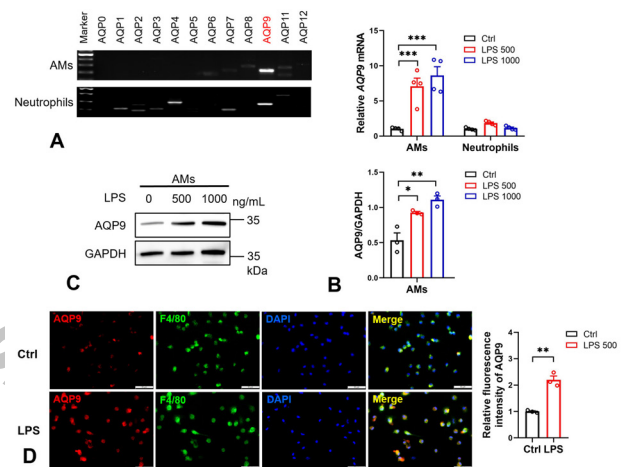 Marker AQP0 AQP1 AQP2 AQP3 AQP4 AQP5 AQP6 AQP7 AQP8 AQP9 AQP11 AQP12
AMs
Neutrophils
A
Relative AQP9 mRNA
15
10
5
0
***
***
Ctrl
LPS 500
LPS 1000
AMs Neutrophils
AMs
LPS 0 500 1000 ng/mL
AQP9 35
GAPDH 35
kDa
C
AQP9/GAPDH
1.5
1.0
0.5
0.0
**
*
Ctrl
LPS 500
LPS 1000
AMs
B
AQP9 F4/80 DAPI Merge
Ctrl
AQP9 F4/80 DAPI Merge
LPS
D
Relative fluorescence
intensity of AQP9
4
3
2
1
0
**
Ctrl
LPS 500
Ctrl LPS